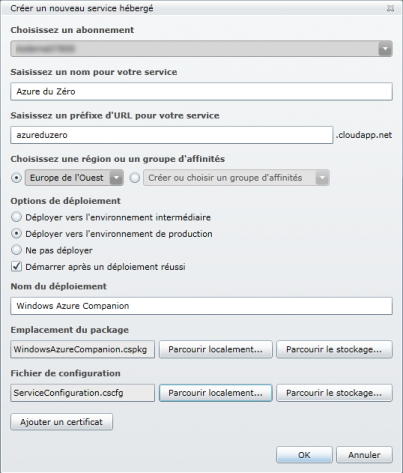 Créer un nouveau service hébergé
Choisissez un abonnement
Saisissez un nom pour votre service
Azure du Zéro
Saisissez un préfixe d'URL pour votre service
azureduzero .cloudapp.net
Choisissez une région ou un groupe d'affinités
Europe de l'Ouest Créer ou choisir un groupe d'affinités
Options de déploiement
Déployer vers l'environnement intermédiaire
Déployer vers l'environnement de production
Ne pas déployer
Démarrer après un déploiement réussi
Nom du déploiement
Windows Azure Companion
Emplacement du package
WindowsAzureCompanion.cspkg Parcourir localement... Parcourir le stockage...
Fichier de configuration
ServiceConfiguration.cscfg Parcourir localement... Parcourir le stockage...
Ajouter un certificat
OK Annuler